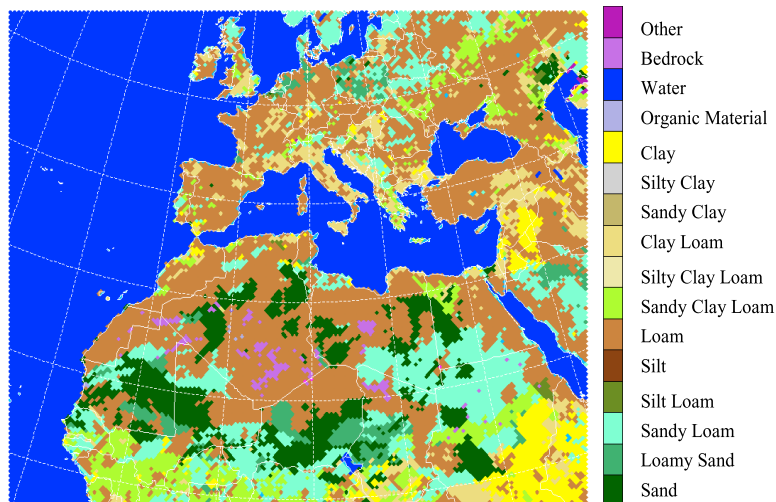 Other
Bedrock
Water
Organic Material
Clay
Silty Clay
Sandy Clay
Clay Loam
Silty Clay Loam
Sandy Clay Loam
Loam
Silt
Silt Loam
Sandy Loam
Loamy Sand
Sand